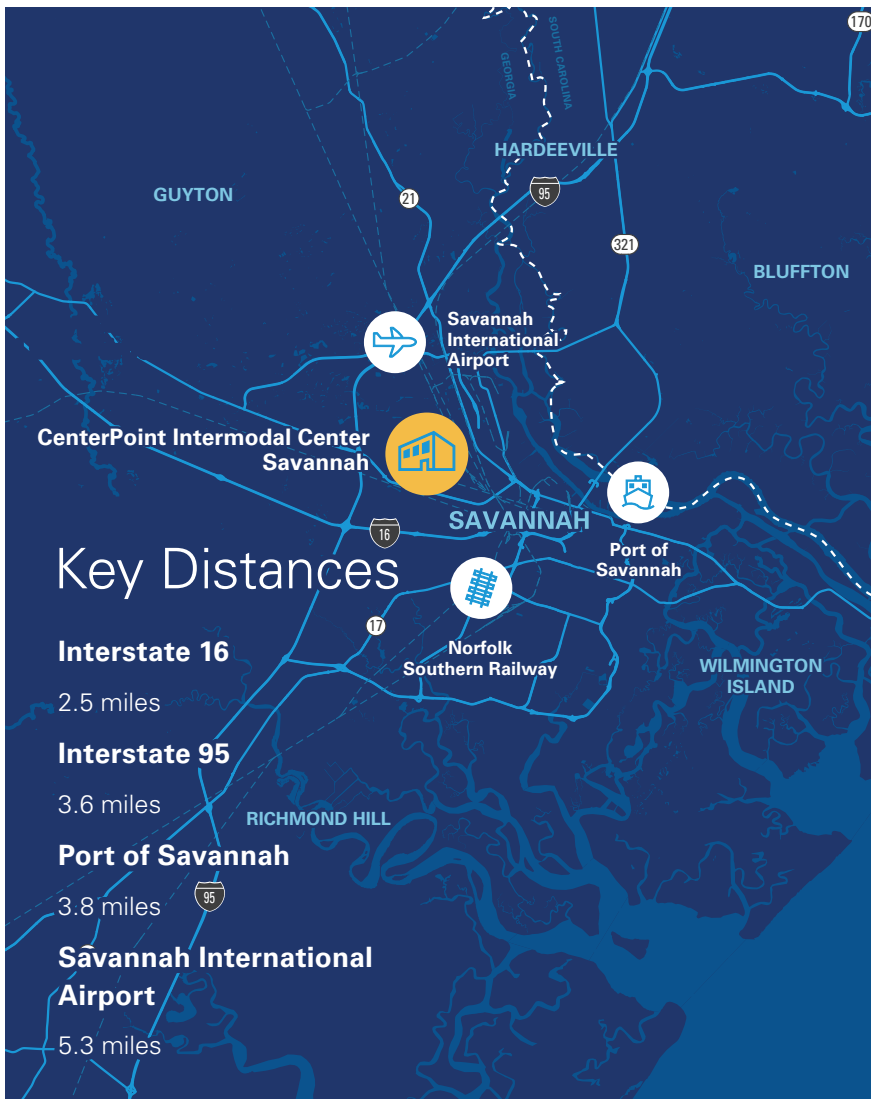 170
SOUTH CAROLINA
GEORGIA
HARDEEVILLE
95
GUYTON
21
321
BLUFFTON
Savannah
International
Airport
CenterPoint Intermodal Center
Savannah
SAVANNAH
16
Port of
Savannah
Key Distances
17
Norfolk
Southern Railway
WILMINGTON
ISLAND
Interstate 16
2.5 miles
Interstate 95
3.6 miles
RICHMOND HILL
Port of Savannah
3.8 miles
95
Savannah International
Airport
5.3 miles